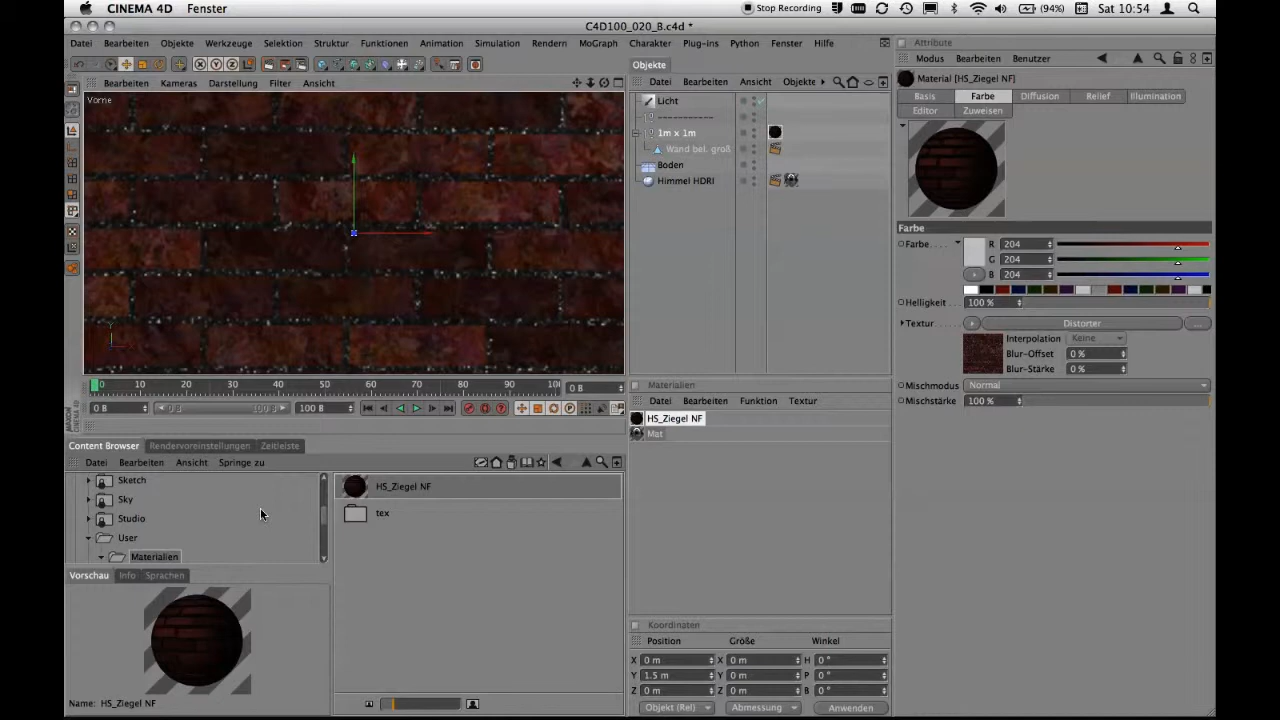 CINEMA 4D Fenster Stop Recording (94%) Sat 10:54
C4D100_020_B.c4d *
Datei Bearbeiten Objekte Werkzeuge Selektion Struktur Funktionen Animation Simulation Rendern MoGraph Charakter Plug-ins Python Fenster Hilfe
Bearbeiten Kameras Darstellung Filter Ansicht
Vorne
Y
0 10 20 30 40 50 60 70 80 90 0 B
0 B 0 B 100 B 100 B
MAXON CINEMA 4D
Content Browser Rendervoreinstellungen Zeitleiste
Datei Bearbeiten Ansicht Springe zu
Sketch
Sky
Studio
User
Materialien
HS_Ziegel NF
tex
Vorschau Info Sprachen
Name: HS_Ziegel NF
Objekte
Datei Bearbeiten Ansicht Objekte
Licht
------------
1m x 1m
Wand bel. groß
Boden
Himmel HDRI
Materialien
Datei Bearbeiten Funktion Textur
HS_Ziegel NF
Mat
Koordinaten
Position Größe Winkel
X 0 m X 0 m H 0 °
Y 1.5 m Y 0 m P 0 °
Z 0 m Z 0 m B 0 °
Objekt (Rel) Abmessung Anwenden
Attribute
Modus Bearbeiten Benutzer
Material [HS_Ziegel NF]
Basis Farbe Diffusion Relief Illumination
Editor Zuweisen
Farbe
Farbe . . . . R 204
G 204
B 204
Helligkeit 100 %
Textur . . . . Distorter ...
Interpolation Keine
Blur-Offset 0 %
Blur-Stärke 0 %
Mischmodus Normal
Mischstärke 100 %